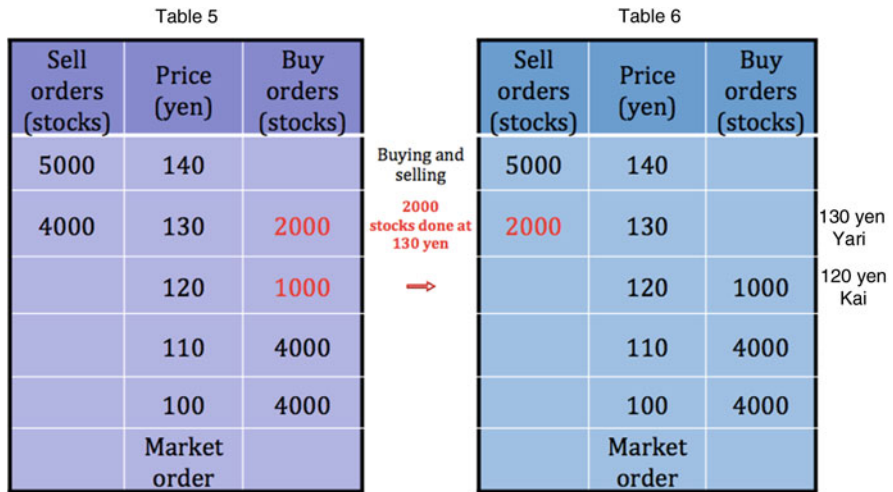 Table 5
Sell orders (stocks) Price (yen) Buy orders (stocks)
5000 140
4000 130 2000
120 1000
110 4000
100 4000
Market order
Buying and selling
2000 stocks done at 130 yen
Table 6
Sell orders (stocks) Price (yen) Buy orders (stocks)
5000 140
2000 130
120 1000
110 4000
100 4000
Market order
130 yen
Yari
120 yen
Kai